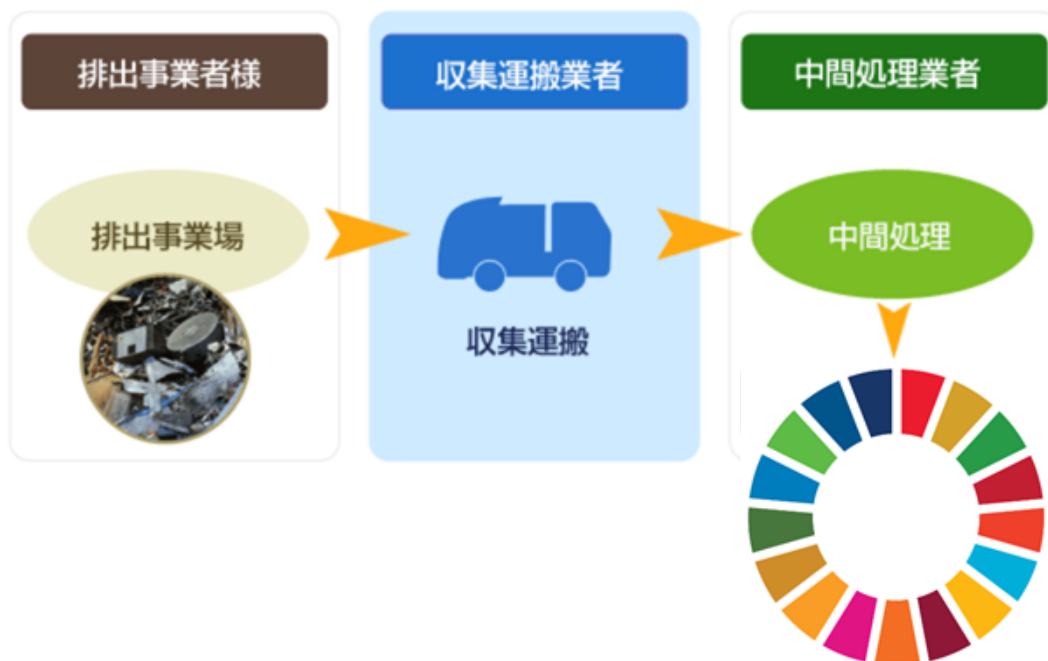 排出事業者様
収集運搬業者
中間処理業者
排出事業場
収集運搬
中間処理